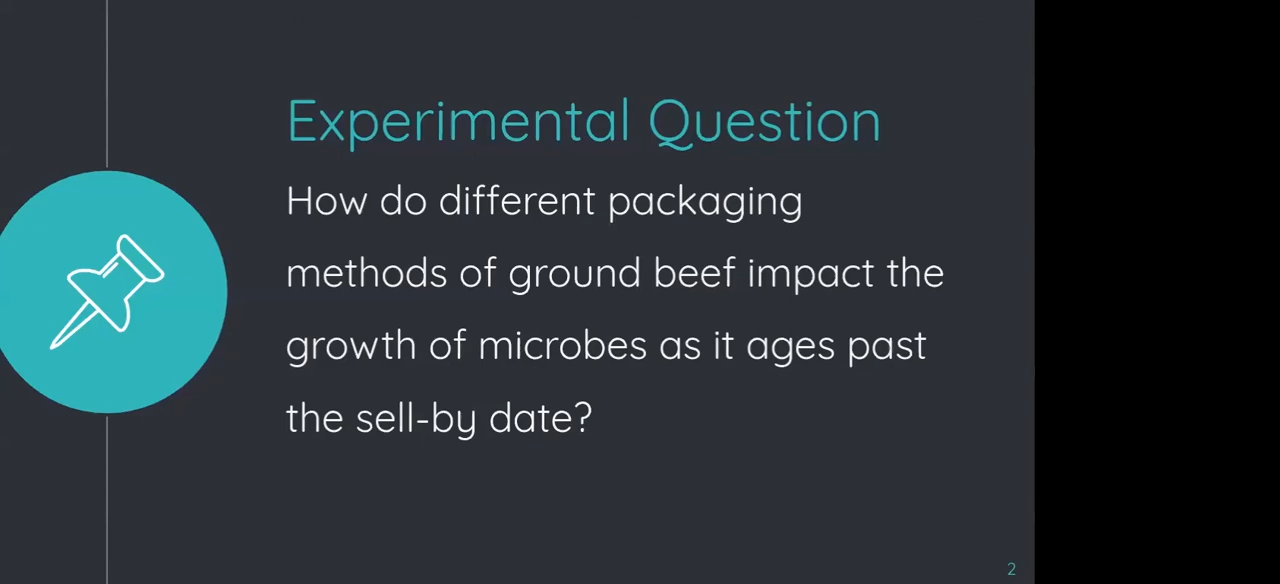 Experimental Question
How do different packaging
methods of ground beef impact the
growth of microbes as it ages past
the sell-by date?
2